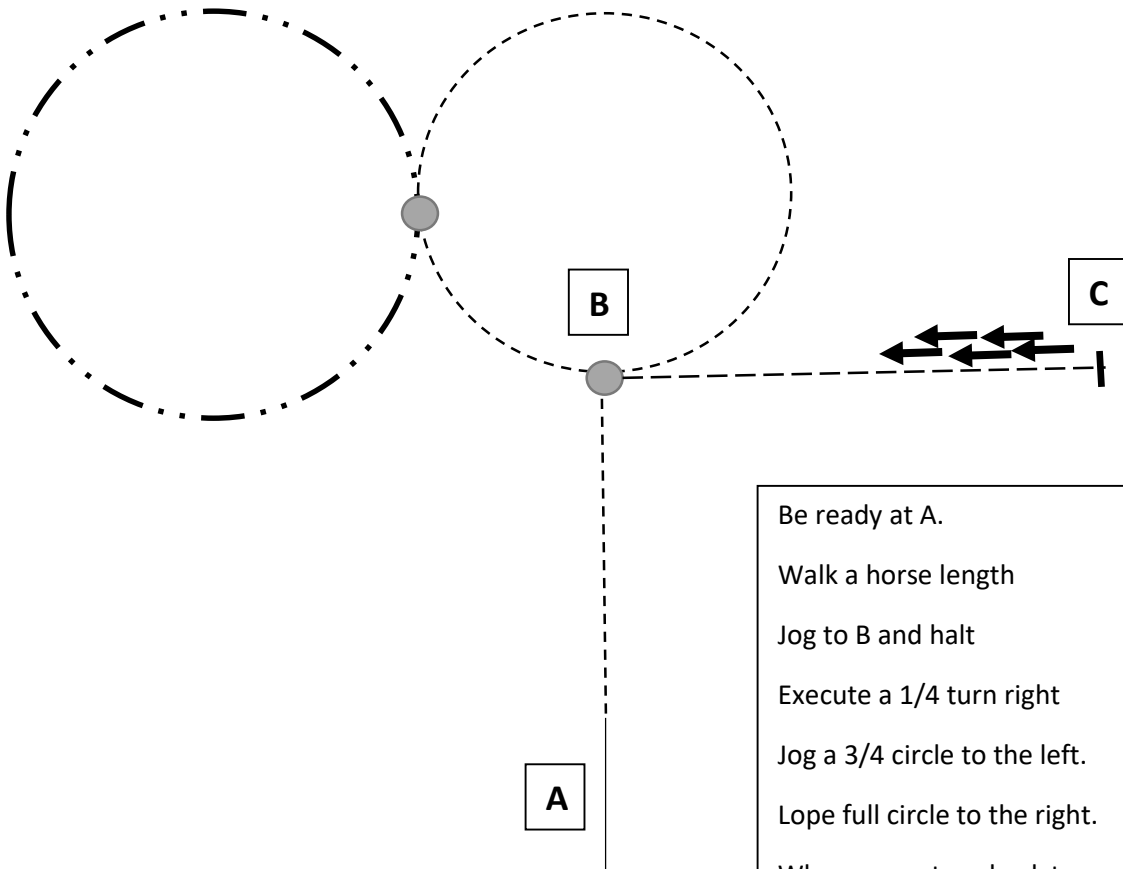 B
C
Be ready at A.
Walk a horse length
Jog to B and halt
Execute a 1/4 turn right
Jog a 3/4 circle to the left.
A
Lope full circle to the right.